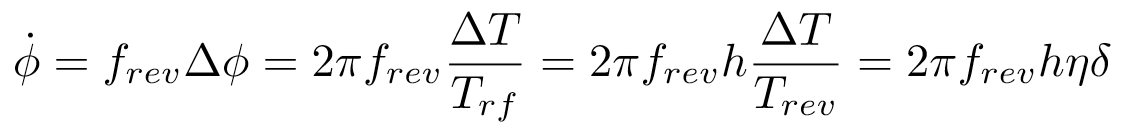 $\dot{\phi} = f_{rev} \Delta \phi = 2\pi f_{rev} \frac{\Delta T}{T_{rf}} = 2\pi f_{rev} h \frac{\Delta T}{T_{rev}} = 2\pi f_{rev} h \eta \delta$